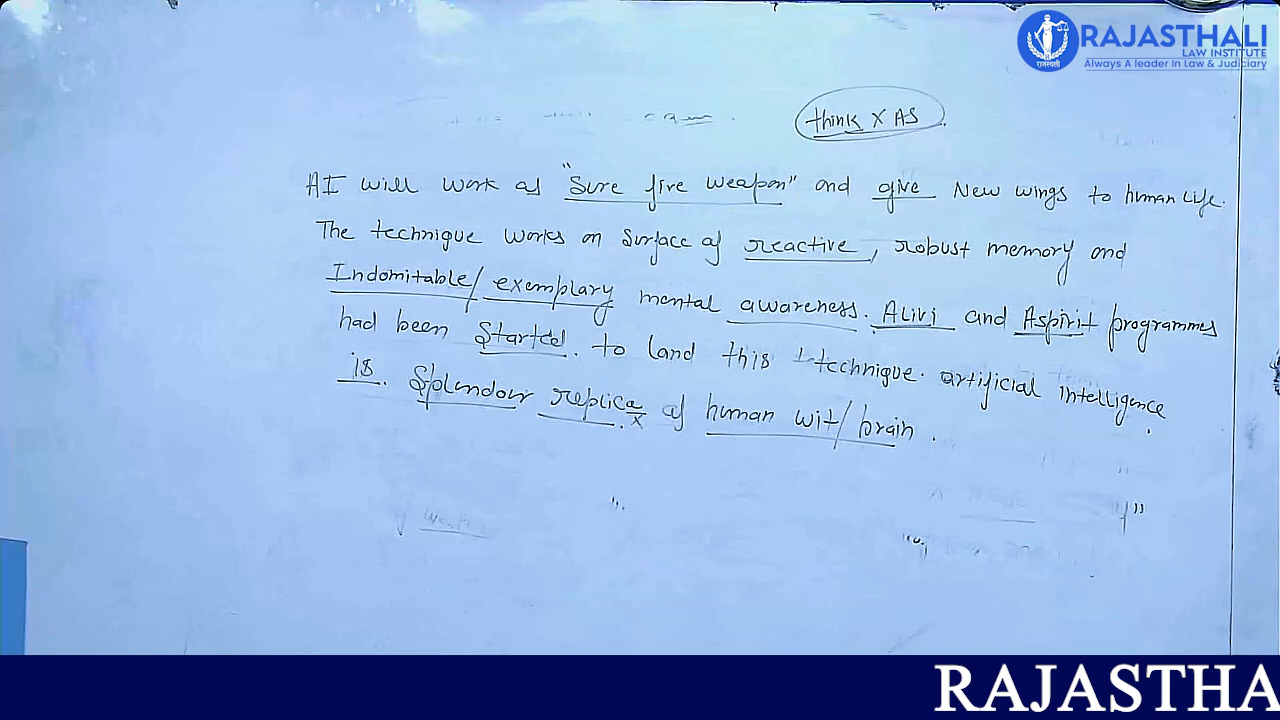 RAJASTHALI
LAW INSTITUTE
Always A leader In Law & Judiciary
राजस्थली
think X AS
AI will work as "Sure fire weapon" and give New wings to human life.
The technique works on surface of reactive, robust memory and
Indomitable/exemplary mental awareness. Alivi and Aspirit programmes
had been started. to land this technique. artificial intelligence
is. Splendour replica of human wit/brain.
RAJASTHA